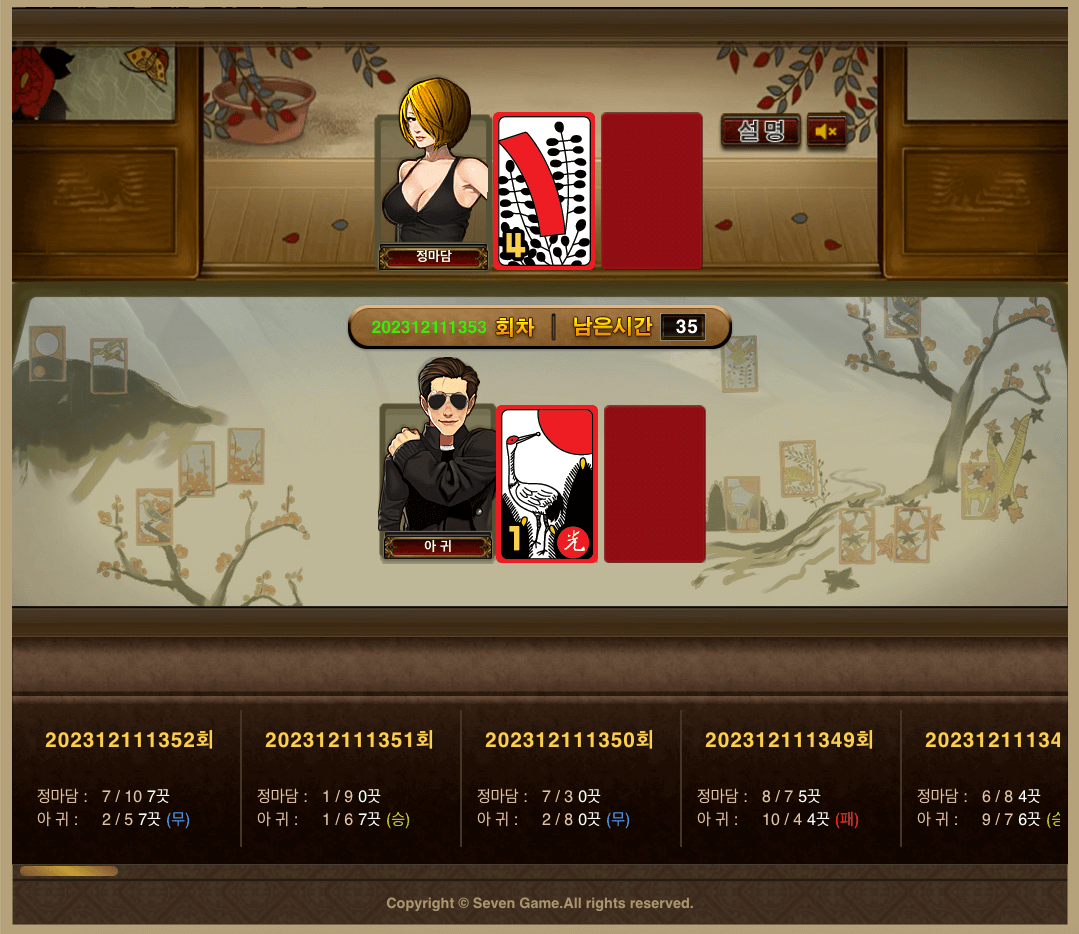 설명
4
정마담
202312111353 회차 | 남은시간 35
1
光
아 귀
202312111352회
정마담 : 7 / 10 7끗
아 귀 : 2 / 5 7끗 (무)
202312111351회
정마담 : 1 / 9 0끗
아 귀 : 1 / 6 7끗 (승)
202312111350회
정마담 : 7 / 3 0끗
아 귀 : 2 / 8 0끗 (무)
202312111349회
정마담 : 8 / 7 5끗
아 귀 : 10 / 4 4끗 (패)
20231211134
정마담 : 6 / 8 4끗
아 귀 : 9 / 7 6끗
Copyright © Seven Game.All rights reserved.